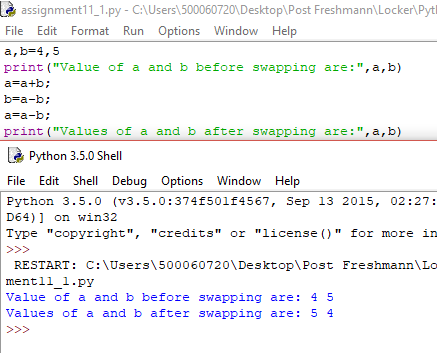 assignment11_1.py - C:\Users\500060720\Desktop\Post Freshmann\Locker\Pyt
File Edit Format Run Options Window Help
a,b=4,5
print("Value of a and b before swapping are:",a,b)
a=a+b;
b=a-b;
a=a-b;
print("Values of a and b after swapping are:",a,b)
Python 3.5.0 Shell
File Edit Shell Debug Options Window Help
Python 3.5.0 (v3.5.0:374f501f4567, Sep 13 2015, 02:27:
D64)] on win32
Type "copyright", "credits" or "license()" for more in
>>>
RESTART: C:\Users\500060720\Desktop\Post Freshmann\Lo
ment11_1.py
Value of a and b before swapping are: 4 5
Values of a and b after swapping are: 5 4
>>>